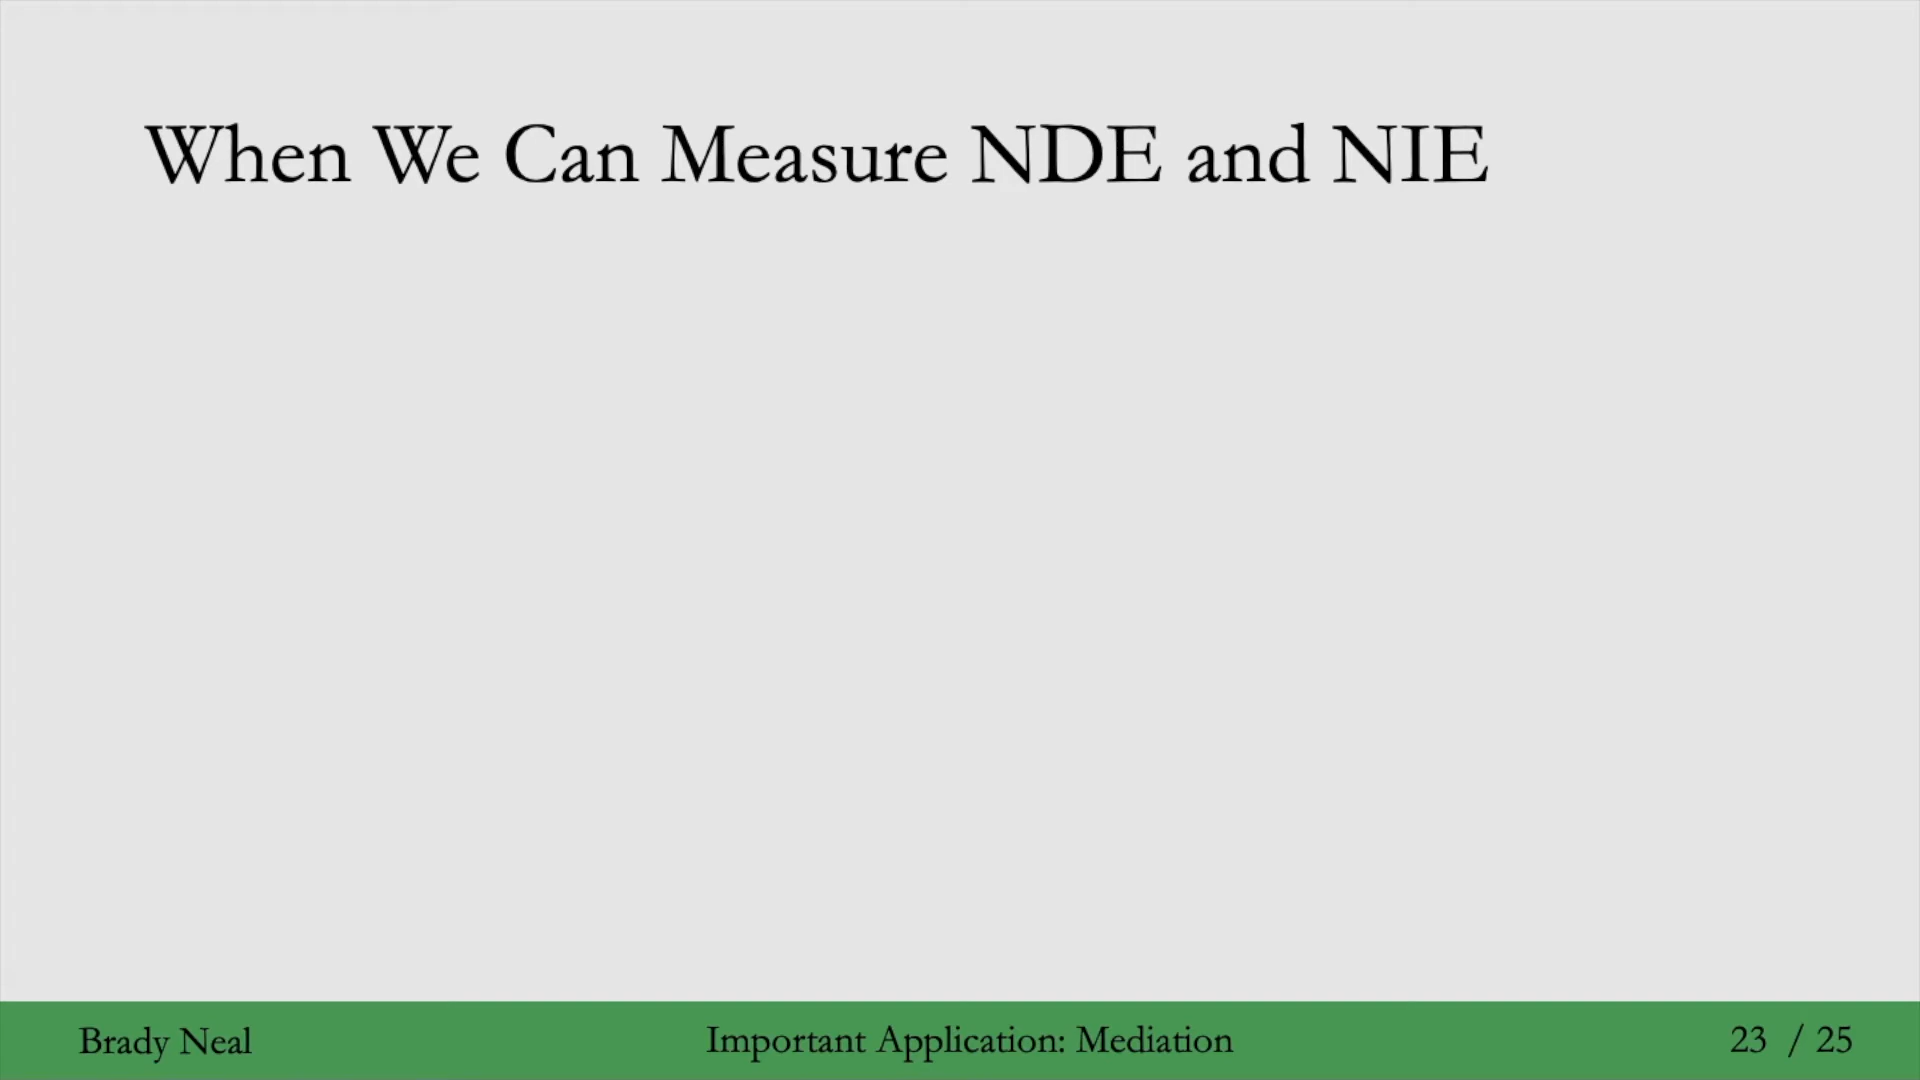 When We Can Measure NDE and NIE
Brady Neal
Important Application: Mediation
23 / 25